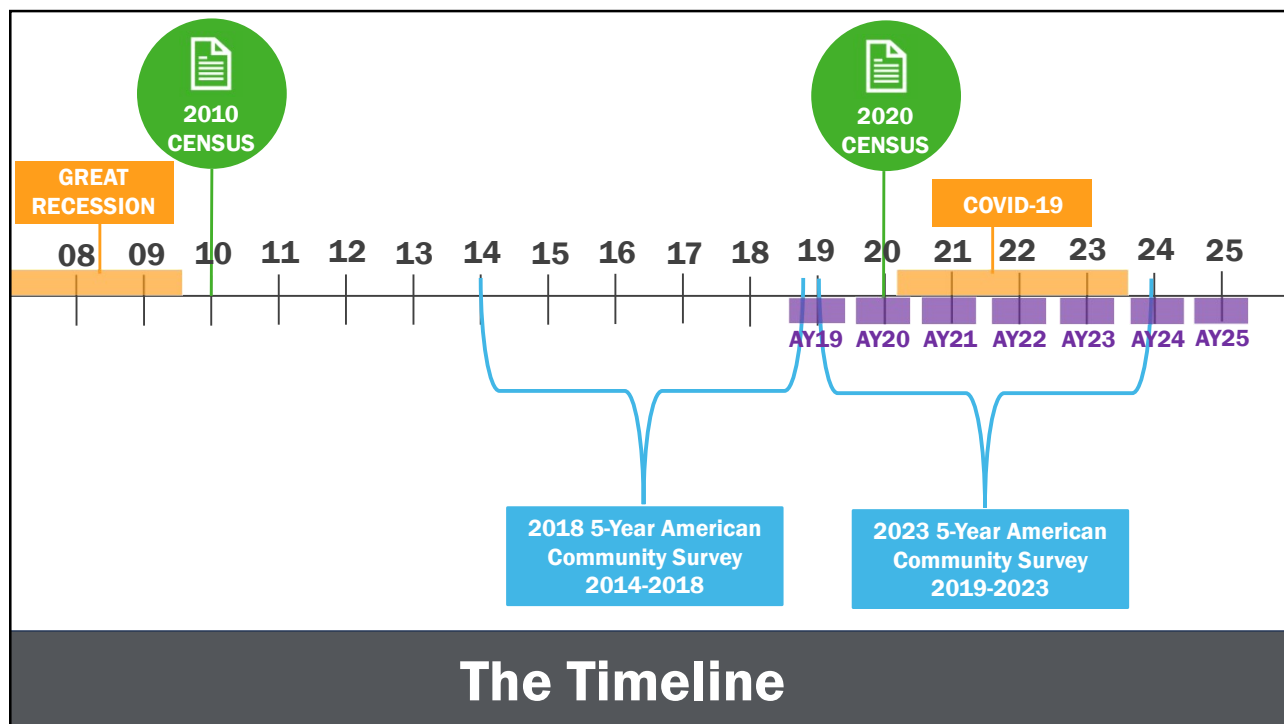 2010
CENSUS
2020
CENSUS
GREAT
RECESSION
COVID-19
08 09 10 11 12 13 14 15 16 17 18 19 20 21 22 23 24 25
AY19 AY20 AY21 AY22 AY23 AY24 AY25
2018 5-Year American
Community Survey
2014-2018
2023 5-Year American
Community Survey
2019-2023
The Timeline